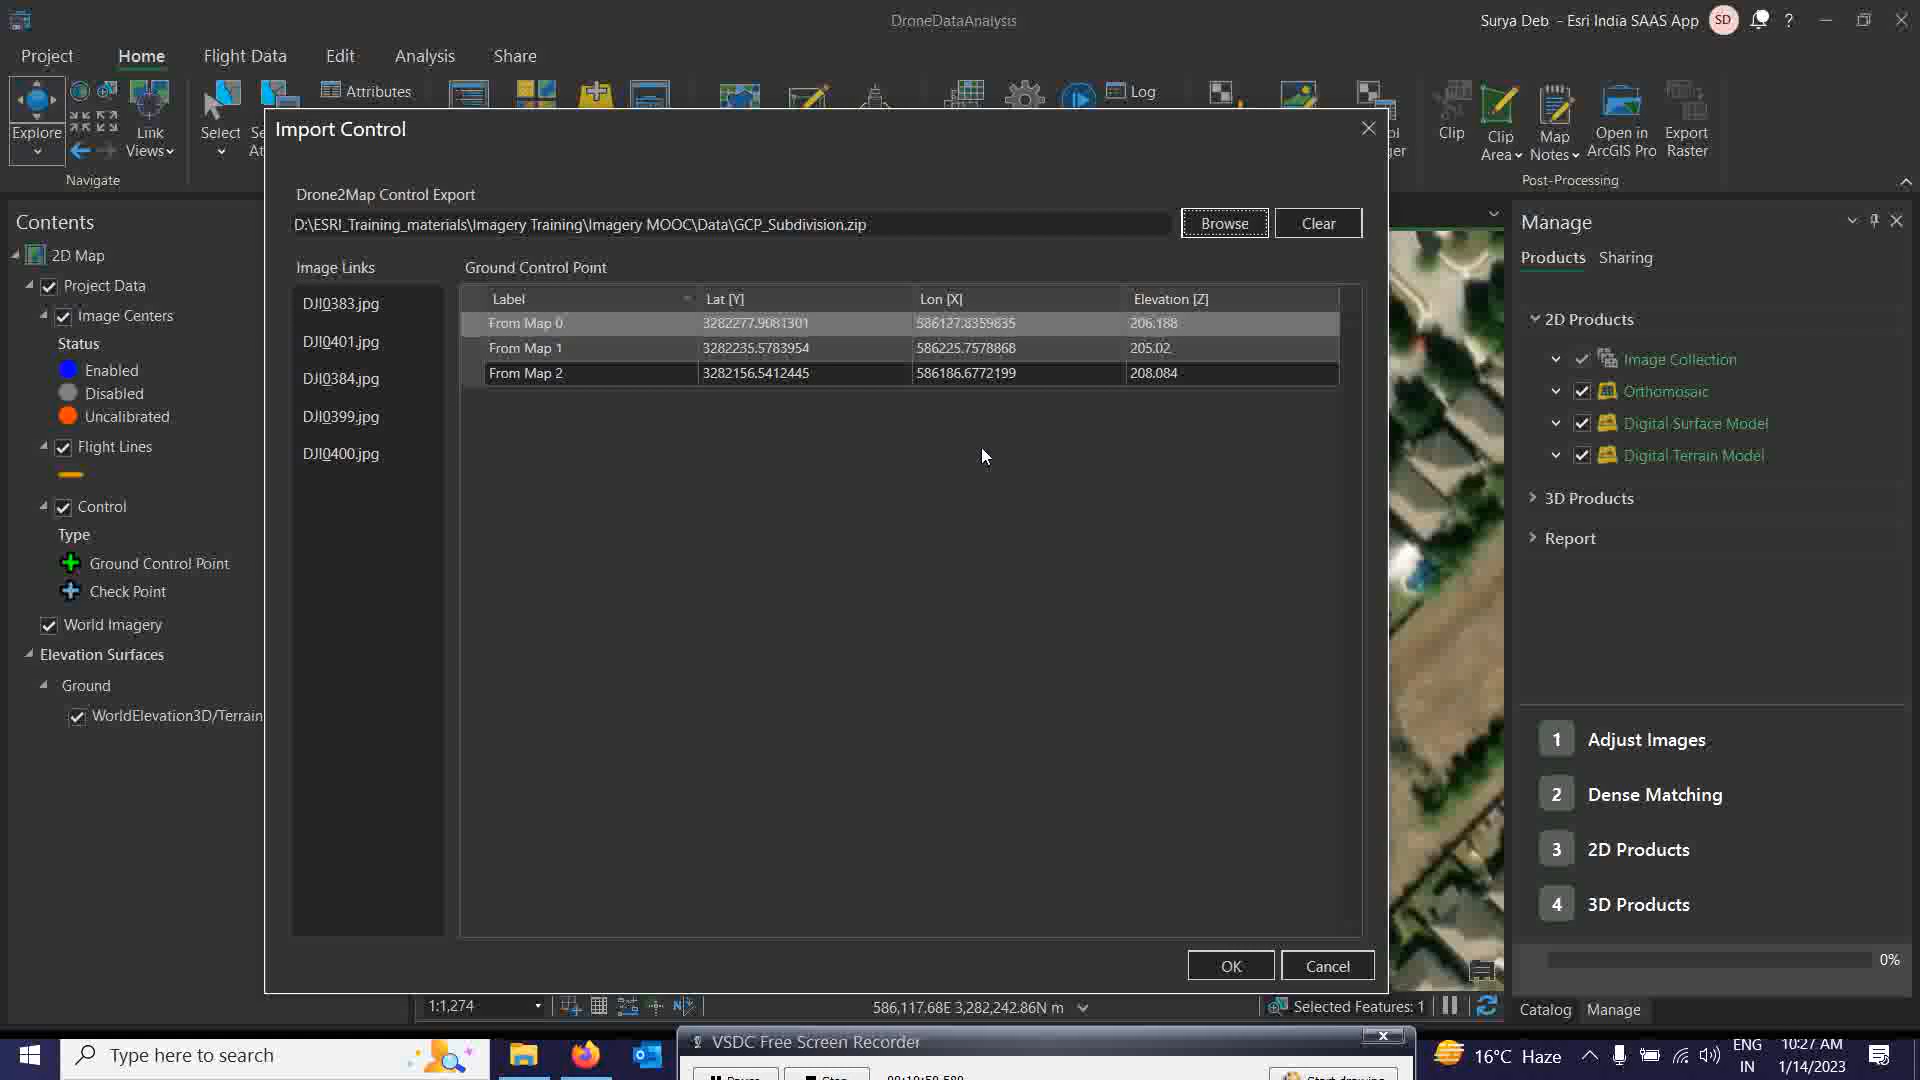 DroneDataAnalysis
Surya Deb - Esri India SAAS App
SD
?
Project
Home
Flight Data
Edit
Analysis
Share
Explore
Link
Views
Select
Attributes
Log
Clip
Clip
Area
Map
Notes
Open in
ArcGIS Pro
Export
Raster
Navigate
Post-Processing
Import Control
Drone2Map Control Export
D:\ESRI_Training_materials\Imagery Training\Imagery MOOC\Data\GCP_Subdivision.zip
Browse
Clear
Image Links
Ground Control Point
DJI0383.jpg
DJI0401.jpg
DJI0384.jpg
DJI0399.jpg
DJI0400.jpg
Label Lat [Y] Lon [X] Elevation [Z]
From Map 0 3282277.9081301 586127.8359835 206.188
From Map 1 3282235.5783954 586225.7578868 205.02
From Map 2 3282156.5412445 586186.6772199 208.084
OK
Cancel
Contents
2D Map
Project Data
Image Centers
Status
Enabled
Disabled
Uncalibrated
Flight Lines
Control
Type
Ground Control Point
Check Point
World Imagery
Elevation Surfaces
Ground
WorldElevation3D/Terrain
Manage
Products
Sharing
2D Products
Image Collection
Orthomosaic
Digital Surface Model
Digital Terrain Model
3D Products
Report
1 Adjust Images
2 Dense Matching
3 2D Products
4 3D Products
0%
Catalog
Manage
1:1,274
586,117.68E 3,282,242.86N m
Selected Features: 1
VSDC Free Screen Recorder
Type here to search
16°C Haze
ENG
IN
10:27 AM
1/14/2023